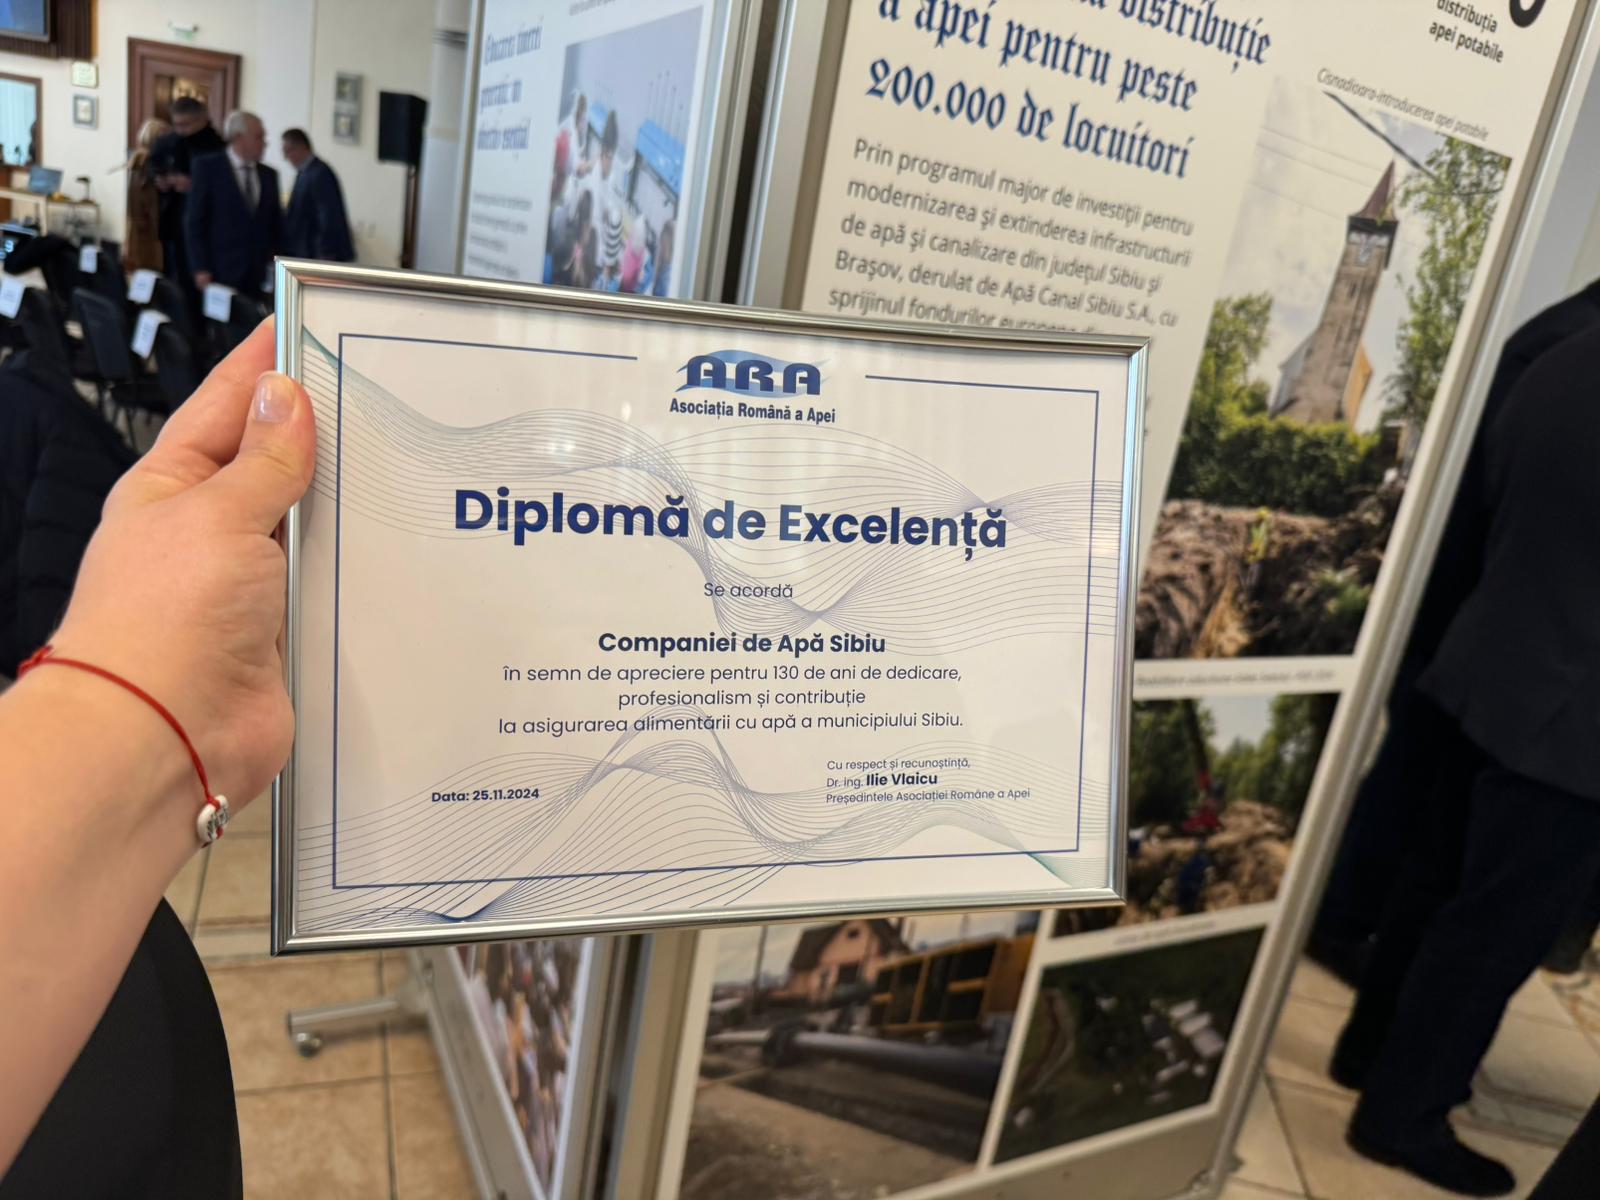 a apei pentru peste
200.000 de locuitori
Prin programul major de investiții pentru
modernizarea și extinderea infrastructurii
de apă și canalizare din județul Sibiu și
Brașov, derulat de Apă Canal Sibiu S.A., cu
sprijinul fondurilor europene
distribuția
apei potabile
Cisnadioara-introducerea apei potabile
ARA
Asociația Română a Apei
Diplomă de Excelență
Se acordă
Companiei de Apă Sibiu
în semn de apreciere pentru 130 de ani de dedicare,
profesionalism și contribuție
la asigurarea alimentării cu apă a municipiului Sibiu.
Data: 25.11.2024
Cu respect și recunoștință,
Dr. ing. Ilie Vlaicu
Președintele Asociației Române a Apei